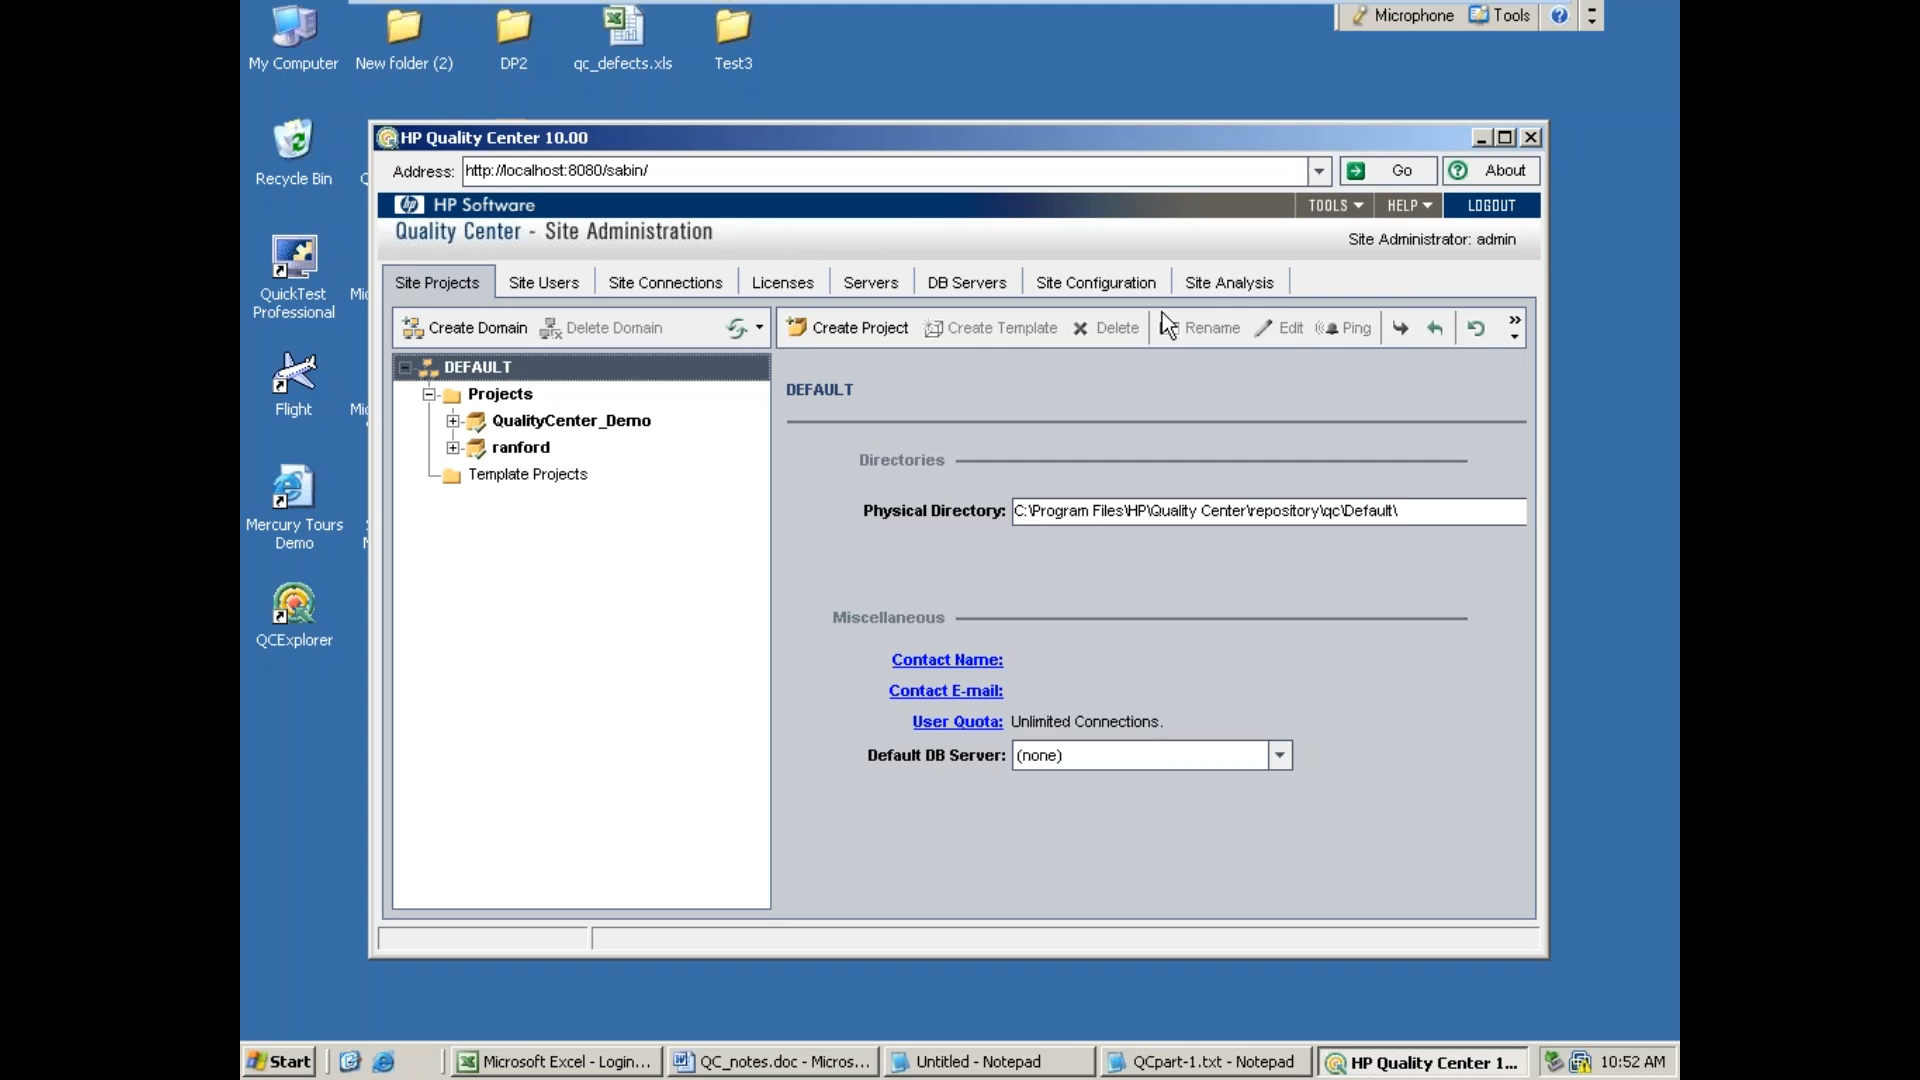 Microphone Tools
My Computer New folder (2) DP2 qc_defects.xls Test3
Recycle Bin
QuickTest
Professional
Flight
Mercury Tours
Demo
QCExplorer
HP Quality Center 10.00
Address: http://localhost:8080/sabin/ Go About
hp HP Software TOOLS HELP LOGOUT
Quality Center - Site Administration
Site Administrator: admin
Site Projects Site Users Site Connections Licenses Servers DB Servers Site Configuration Site Analysis
Create Domain Delete Domain Create Project Create Template Delete Rename Edit Ping
DEFAULT
Projects
QualityCenter_Demo
ranford
Template Projects
DEFAULT
Directories
Physical Directory: C:\Program Files\HP\Quality Center\repository\qc\Default\
Miscellaneous
Contact Name:
Contact E-mail:
User Quota: Unlimited Connections.
Default DB Server: (none)
Start Microsoft Excel - Login... QC_notes.doc - Micros... Untitled - Notepad QCpart-1.txt - Notepad HP Quality Center 1... 10:52 AM